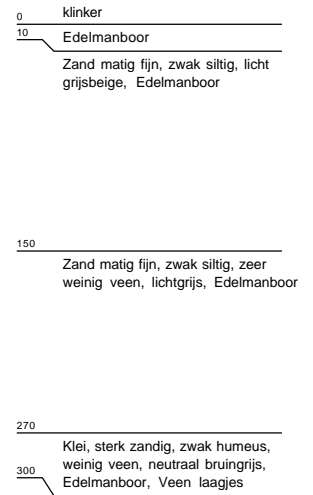 0 klinker
10 Edelmanboor
Zand matig fijn, zwak siltig, licht
grijsbeige, Edelmanboor
150
Zand matig fijn, zwak siltig, zeer
weinig veen, lichtgrijs, Edelmanboor
270
Klei, sterk zandig, zwak humeus,
weinig veen, neutraal bruingrijs,
300 Edelmanboor, Veen laagjes